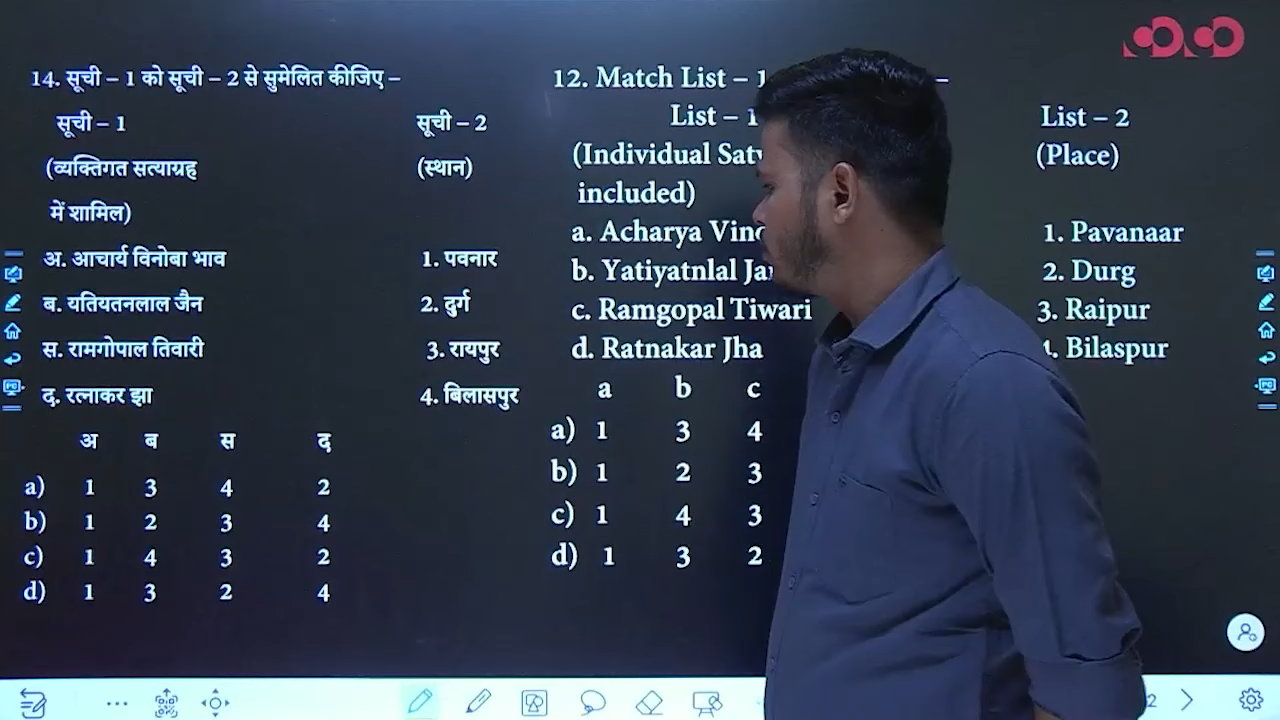 14. सूची – 1 को सूची – 2 से सुमेलित कीजिए –
सूची – 1 सूची – 2
(व्यक्तिगत सत्याग्रह (स्थान)
में शामिल)
अ. आचार्य विनोबा भाव 1. पवनार
ब. यतियतनलाल जैन 2. दुर्ग
स. रामगोपाल तिवारी 3. रायपुर
द. रत्नाकर झा 4. बिलासपुर
अ ब स द
a) 1 3 4 2
b) 1 2 3 4
c) 1 4 3 2
d) 1 3 2 4
12. Match List – 1 –
List – 1 List – 2
(Individual (Place)
included)
a. Acharya 1. Pavanaar
b. Yatiyatnlal 2. Durg
c. Ramgopal Tiwari 3. Raipur
d. Ratnakar Jha 4. Bilaspur
a b c
a) 1 3 4
b) 1 2 3
c) 1 4 3
d) 1 3 2